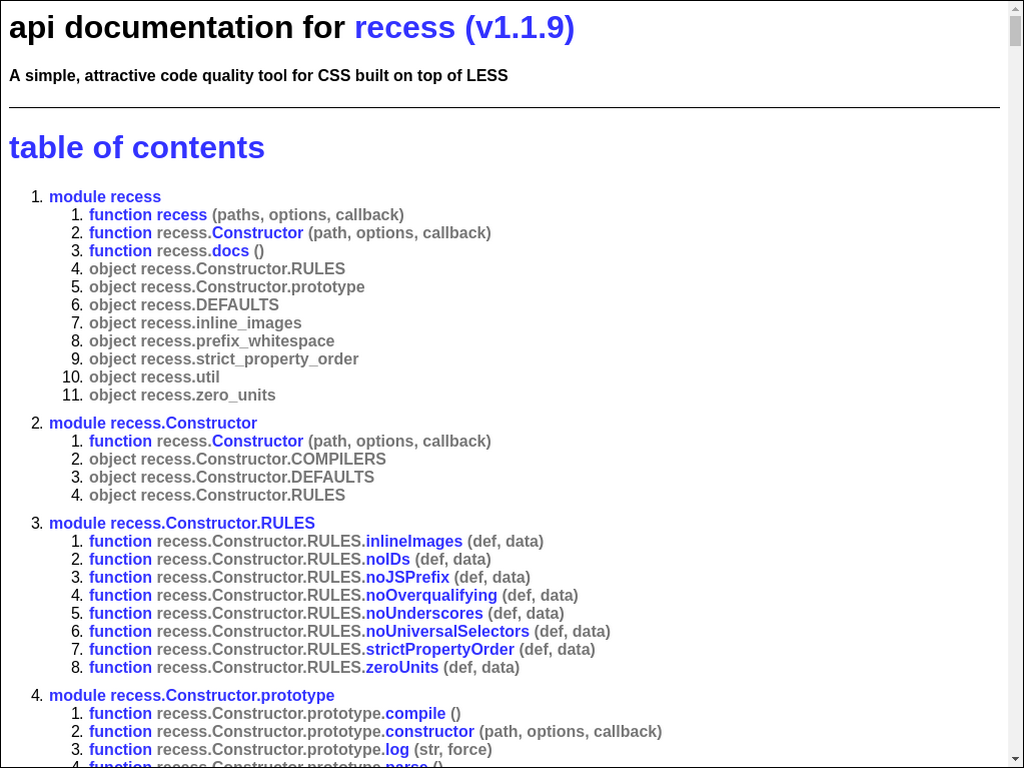 api documentation for recess (v1.1.9)
A simple, attractive code quality tool for CSS built on top of LESS
table of contents
1. module recess
1. function recess (paths, options, callback)
2. function recess.Constructor (path, options, callback)
3. function recess.docs ()
4. object recess.Constructor.RULES
5. object recess.Constructor.prototype
6. object recess.DEFAULTS
7. object recess.inline_images
8. object recess.prefix_whitespace
9. object recess.strict_property_order
10. object recess.util
11. object recess.zero_units
2. module recess.Constructor
1. function recess.Constructor (path, options, callback)
2. object recess.Constructor.COMPILERS
3. object recess.Constructor.DEFAULTS
4. object recess.Constructor.RULES
3. module recess.Constructor.RULES
1. function recess.Constructor.RULES.inlineImages (def, data)
2. function recess.Constructor.RULES.noIDs (def, data)
3. function recess.Constructor.RULES.noJSPrefix (def, data)
4. function recess.Constructor.RULES.noOverqualifying (def, data)
5. function recess.Constructor.RULES.noUnderscores (def, data)
6. function recess.Constructor.RULES.noUniversalSelectors (def, data)
7. function recess.Constructor.RULES.strictPropertyOrder (def, data)
8. function recess.Constructor.RULES.zeroUnits (def, data)
4. module recess.Constructor.prototype
1. function recess.Constructor.prototype.compile ()
2. function recess.Constructor.prototype.constructor (path, options, callback)
3. function recess.Constructor.prototype.log (str, force)
4. function recess.Constructor.prototype.parse ()